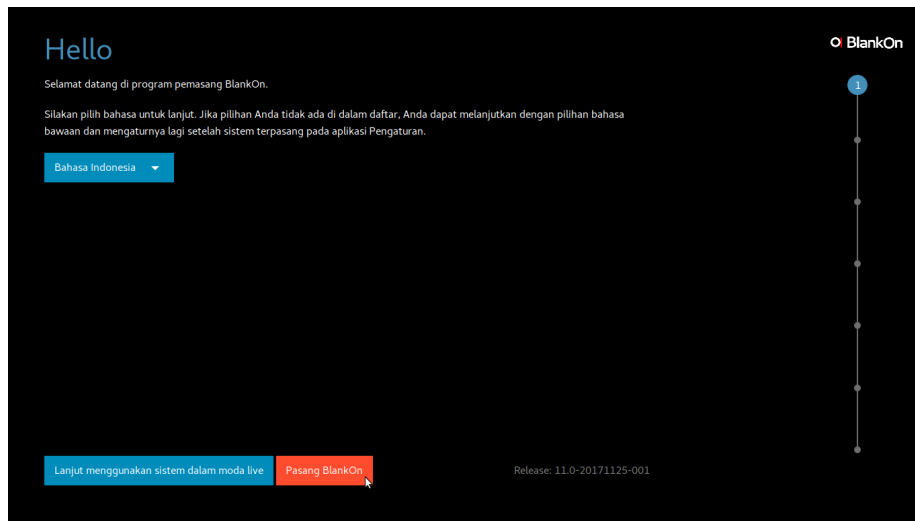 Hello
BlankOn
Selamat datang di program pemasang BlankOn.
1
Silakan pilih bahasa untuk lanjut. Jika pilihan Anda tidak ada di dalam daftar, Anda dapat melanjutkan dengan pilihan bahasa
bawaan dan mengaturnya lagi setelah sistem terpasang pada aplikasi Pengaturan.
Bahasa Indonesia
Lanjut menggunakan sistem dalam moda live
Pasang BlankOn
Release: 11.0-20171125-001